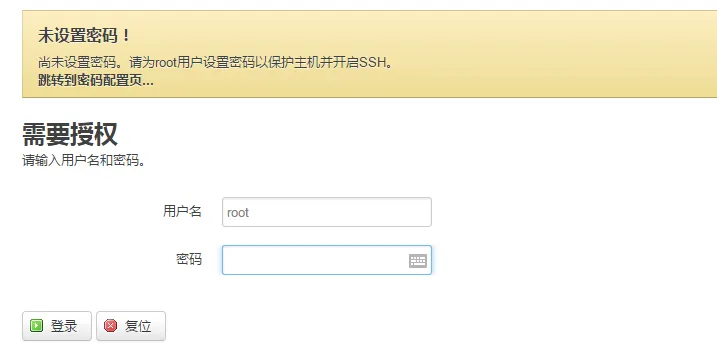 未设置密码！
尚未设置密码。请为root用户设置密码以保护主机并开启SSH。
跳转到密码配置页...
需要授权
请输入用户名和密码。
用户名
root
密码
登录
复位